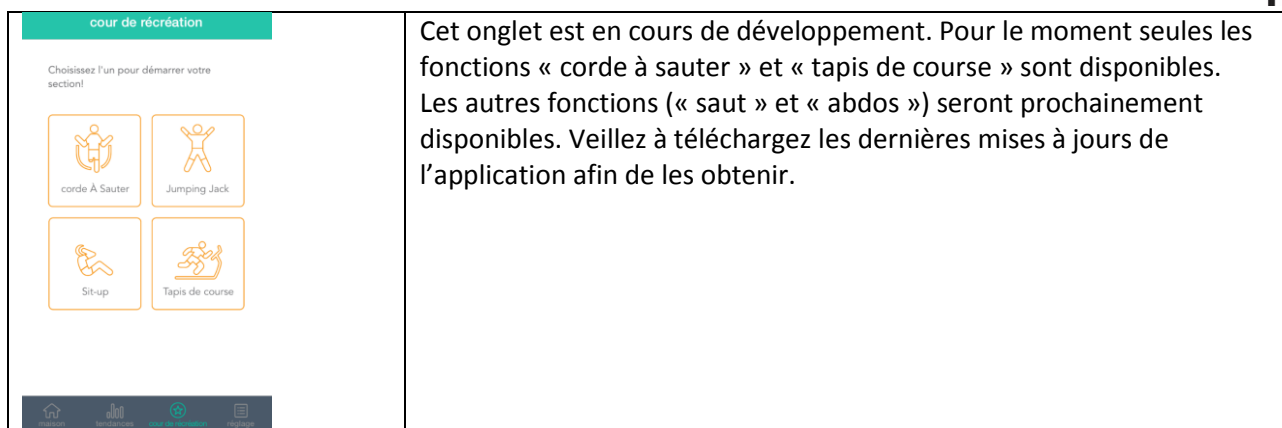 cour de récréation
Choisissez l'un pour démarrer votre
section!
corde À Sauter
Jumping Jack
Sit-up
Tapis de course
maison
tendances
cour de récréation
réglage
Cet onglet est en cours de développement. Pour le moment seules les
fonctions « corde à sauter » et « tapis de course » sont disponibles.
Les autres fonctions (« saut » et « abdos ») seront prochainement
disponibles. Veillez à téléchargez les dernières mises à jours de
l’application afin de les obtenir.